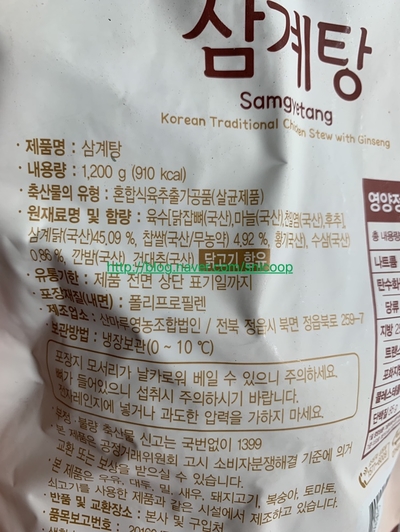 삼계탕
Samgyetang
Korean Traditional Chicken Stew with Ginseng
· 제품명 : 삼계탕
· 내용량 : 1,200 g (910 kcal)
· 축산물의 유형 : 혼합식육추출가공품(살균제품)
· 원재료명 및 함량 : 육수[닭잡뼈(국산),마늘(국산),천일염(국산),후추],
삼계닭(국산)45.09 %, 찹쌀(국산/무농약) 4.92 %, 황기(국산), 수삼(국산)
0.86 %, 깐밤(국산), 건대추(국산) 닭고기 함유
http://blog.naver.com/
· 유통기한 : 제품 전면 상단 표기일까지
· 포장재질(내면) : 폴리프로필렌
· 제조업소 : 산마루영농조합법인 / 전북 정읍시 북면 정읍북로 259-7
· 보관방법 : 냉장보관(0 ~ 10 ℃)
포장지 모서리가 날카로워 베일 수 있으니 주의하세요.
뼈가 들어있으니 섭취시 주의하시기 바랍니다.
전자레인지에 넣거나 과도한 압력을 가하지 마세요.
· 부정·불량 축산물 신고는 국번없이 1399
· 본 제품은 공정거래위원회 고시 소비자분쟁해결 기준에 의거
교환 또는 보상을 받으실 수 있습니다.
· 본 제품은 우유, 대두, 밀, 새우, 돼지고기, 복숭아, 토마토,
쇠고기를 사용한 제품과 같은 시설에서 제조하고 있습니다.
· 반품 및 교환장소 : 본사 및 구입처
품목보고번호 :
영양정
총 내용량
나트륨
탄수화
당류
지방
트랜스
포화지
콜레스테롤
단백질